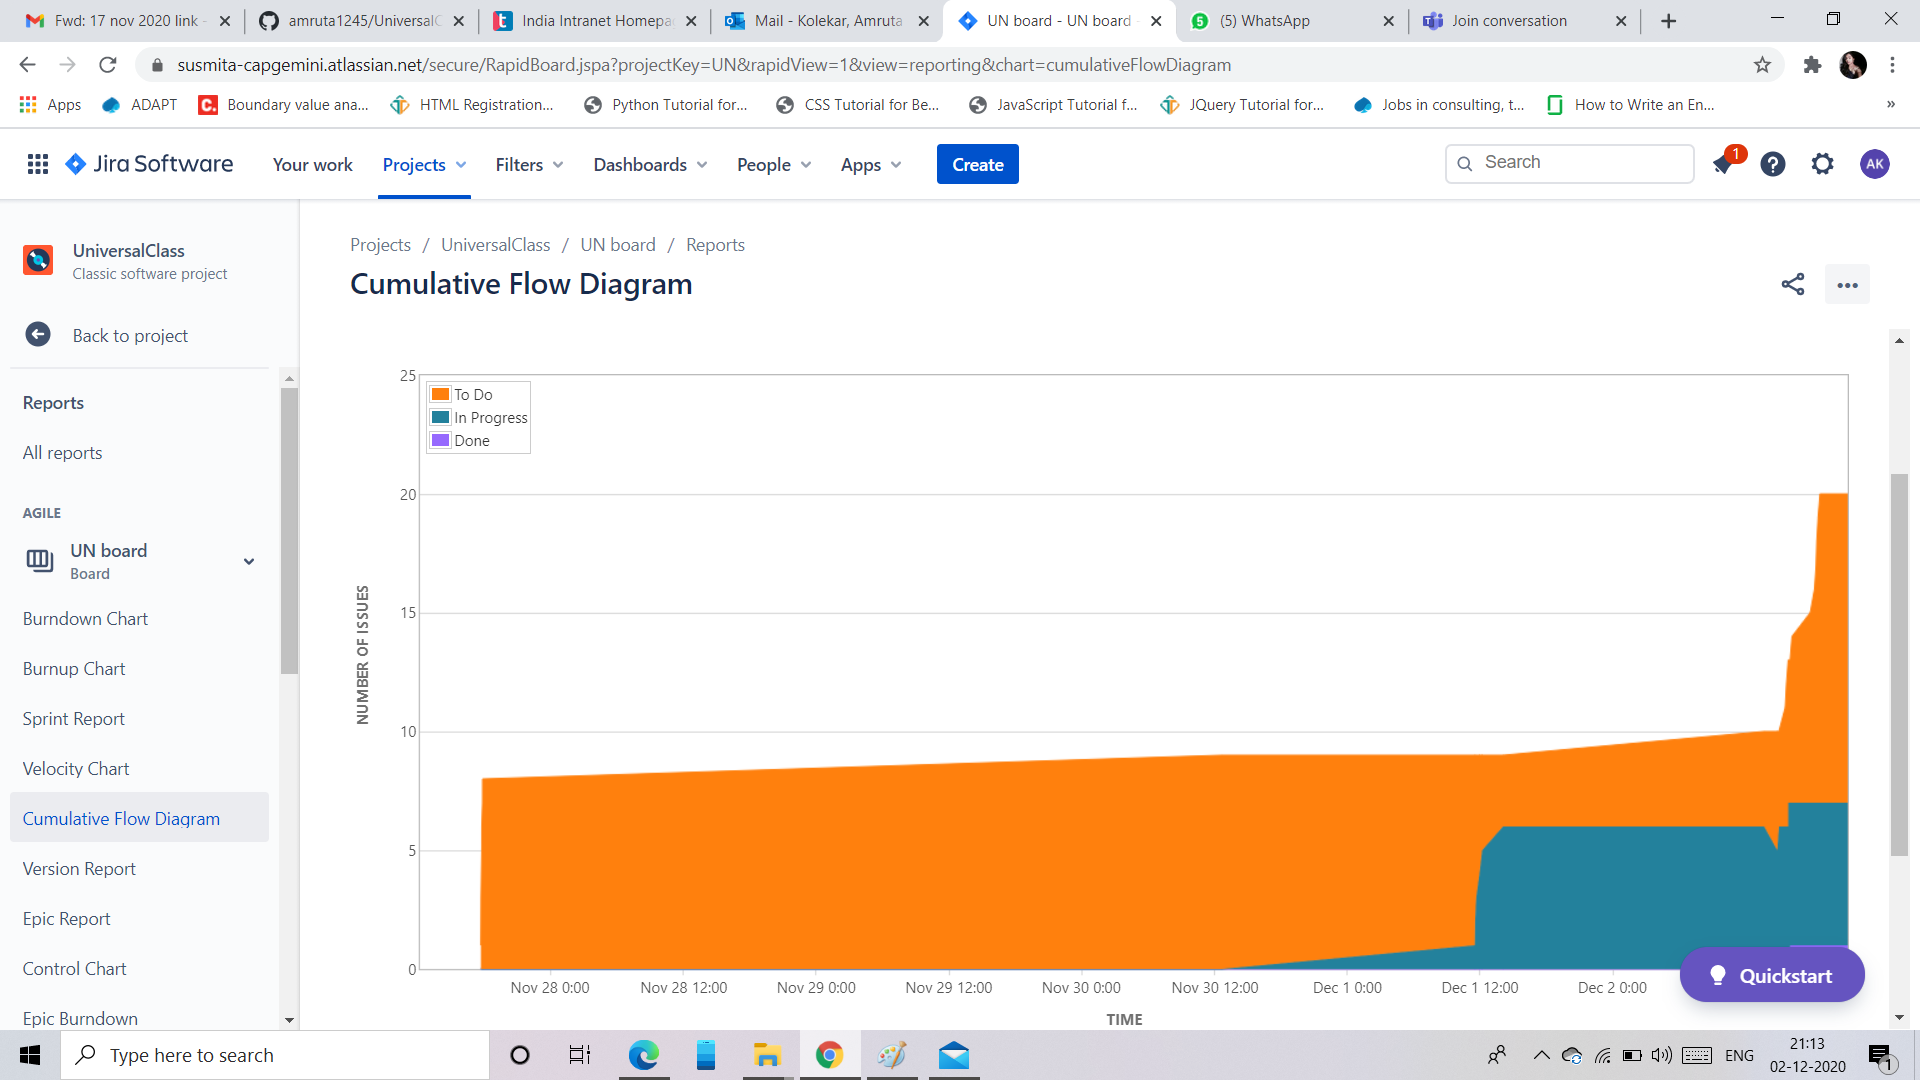 Fwd: 17 nov 2020 link -
amruta1245/UniversalC
India Intranet Homepa
Mail - Kolekar, Amruta
UN board - UN board -
(5) WhatsApp
Join conversation
susmita-capgemini.atlassian.net/secure/RapidBoard.jspa?projectKey=UN&rapidView=1&view=reporting&chart=cumulativeFlowDiagram
Apps
ADAPT
Boundary value ana...
HTML Registration...
Python Tutorial for...
CSS Tutorial for Be...
JavaScript Tutorial f...
JQuery Tutorial for...
Jobs in consulting, t...
How to Write an En...
»
Jira Software
Your work
Projects
Filters
Dashboards
People
Apps
Create
Search
1
AK
UniversalClass
Classic software project
Back to project
Reports
All reports
AGILE
UN board
Board
Burndown Chart
Burnup Chart
Sprint Report
Velocity Chart
Cumulative Flow Diagram
Version Report
Epic Report
Control Chart
Epic Burndown
Projects / UniversalClass / UN board / Reports
Cumulative Flow Diagram
To Do
In Progress
Done
NUMBER OF ISSUES
25
20
15
10
5
0
Nov 28 0:00
Nov 28 12:00
Nov 29 0:00
Nov 29 12:00
Nov 30 0:00
Nov 30 12:00
Dec 1 0:00
Dec 1 12:00
Dec 2 0:00
TIME
Quickstart
Type here to search
ENG
21:13
02-12-2020
1